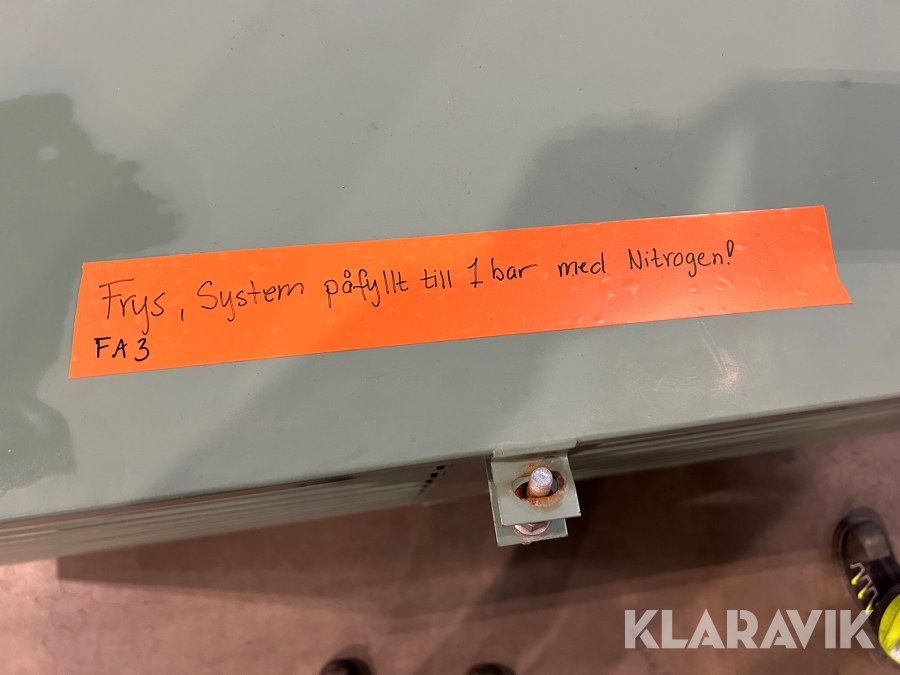 Frys, System påfyllt till 1 bar med Nitrogen!
FA3
KLARAVIK